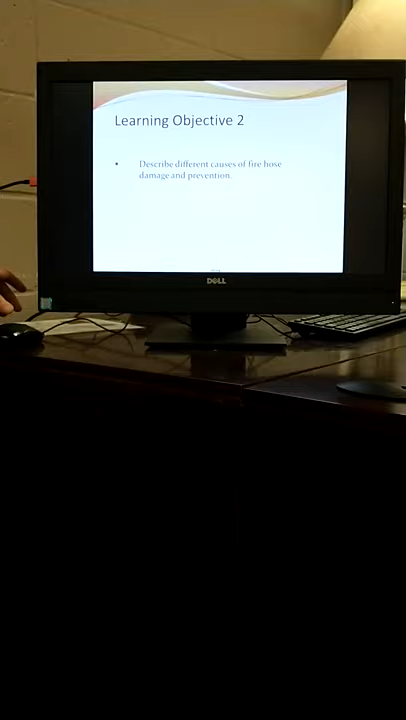 Learning Objective 2
• Describe different causes of fire hose
damage and prevention.
DELL